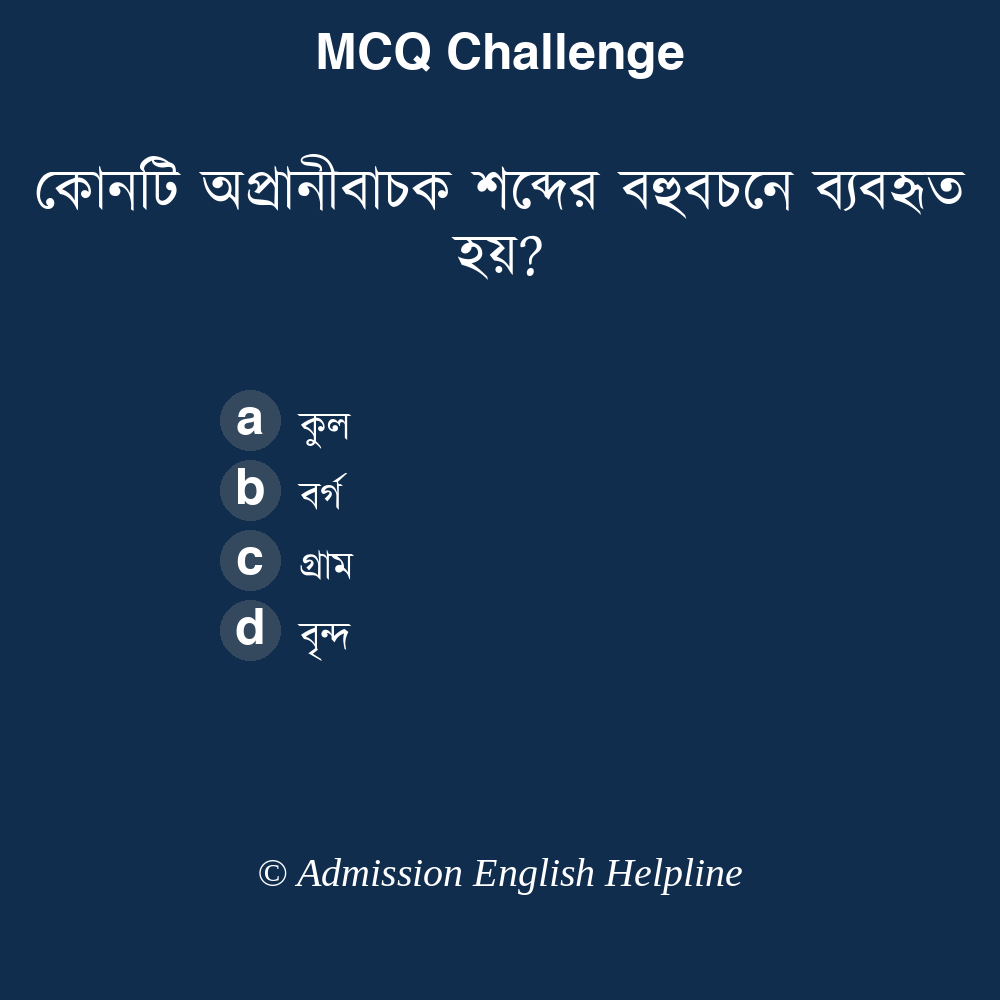 MCQ Challenge
কোনটি অপ্রানীবাচক শব্দের বহুবচনে ব্যবহৃত
হয়?
a কুল
b বর্গ
c গ্রাম
d বৃন্দ
© Admission English Helpline